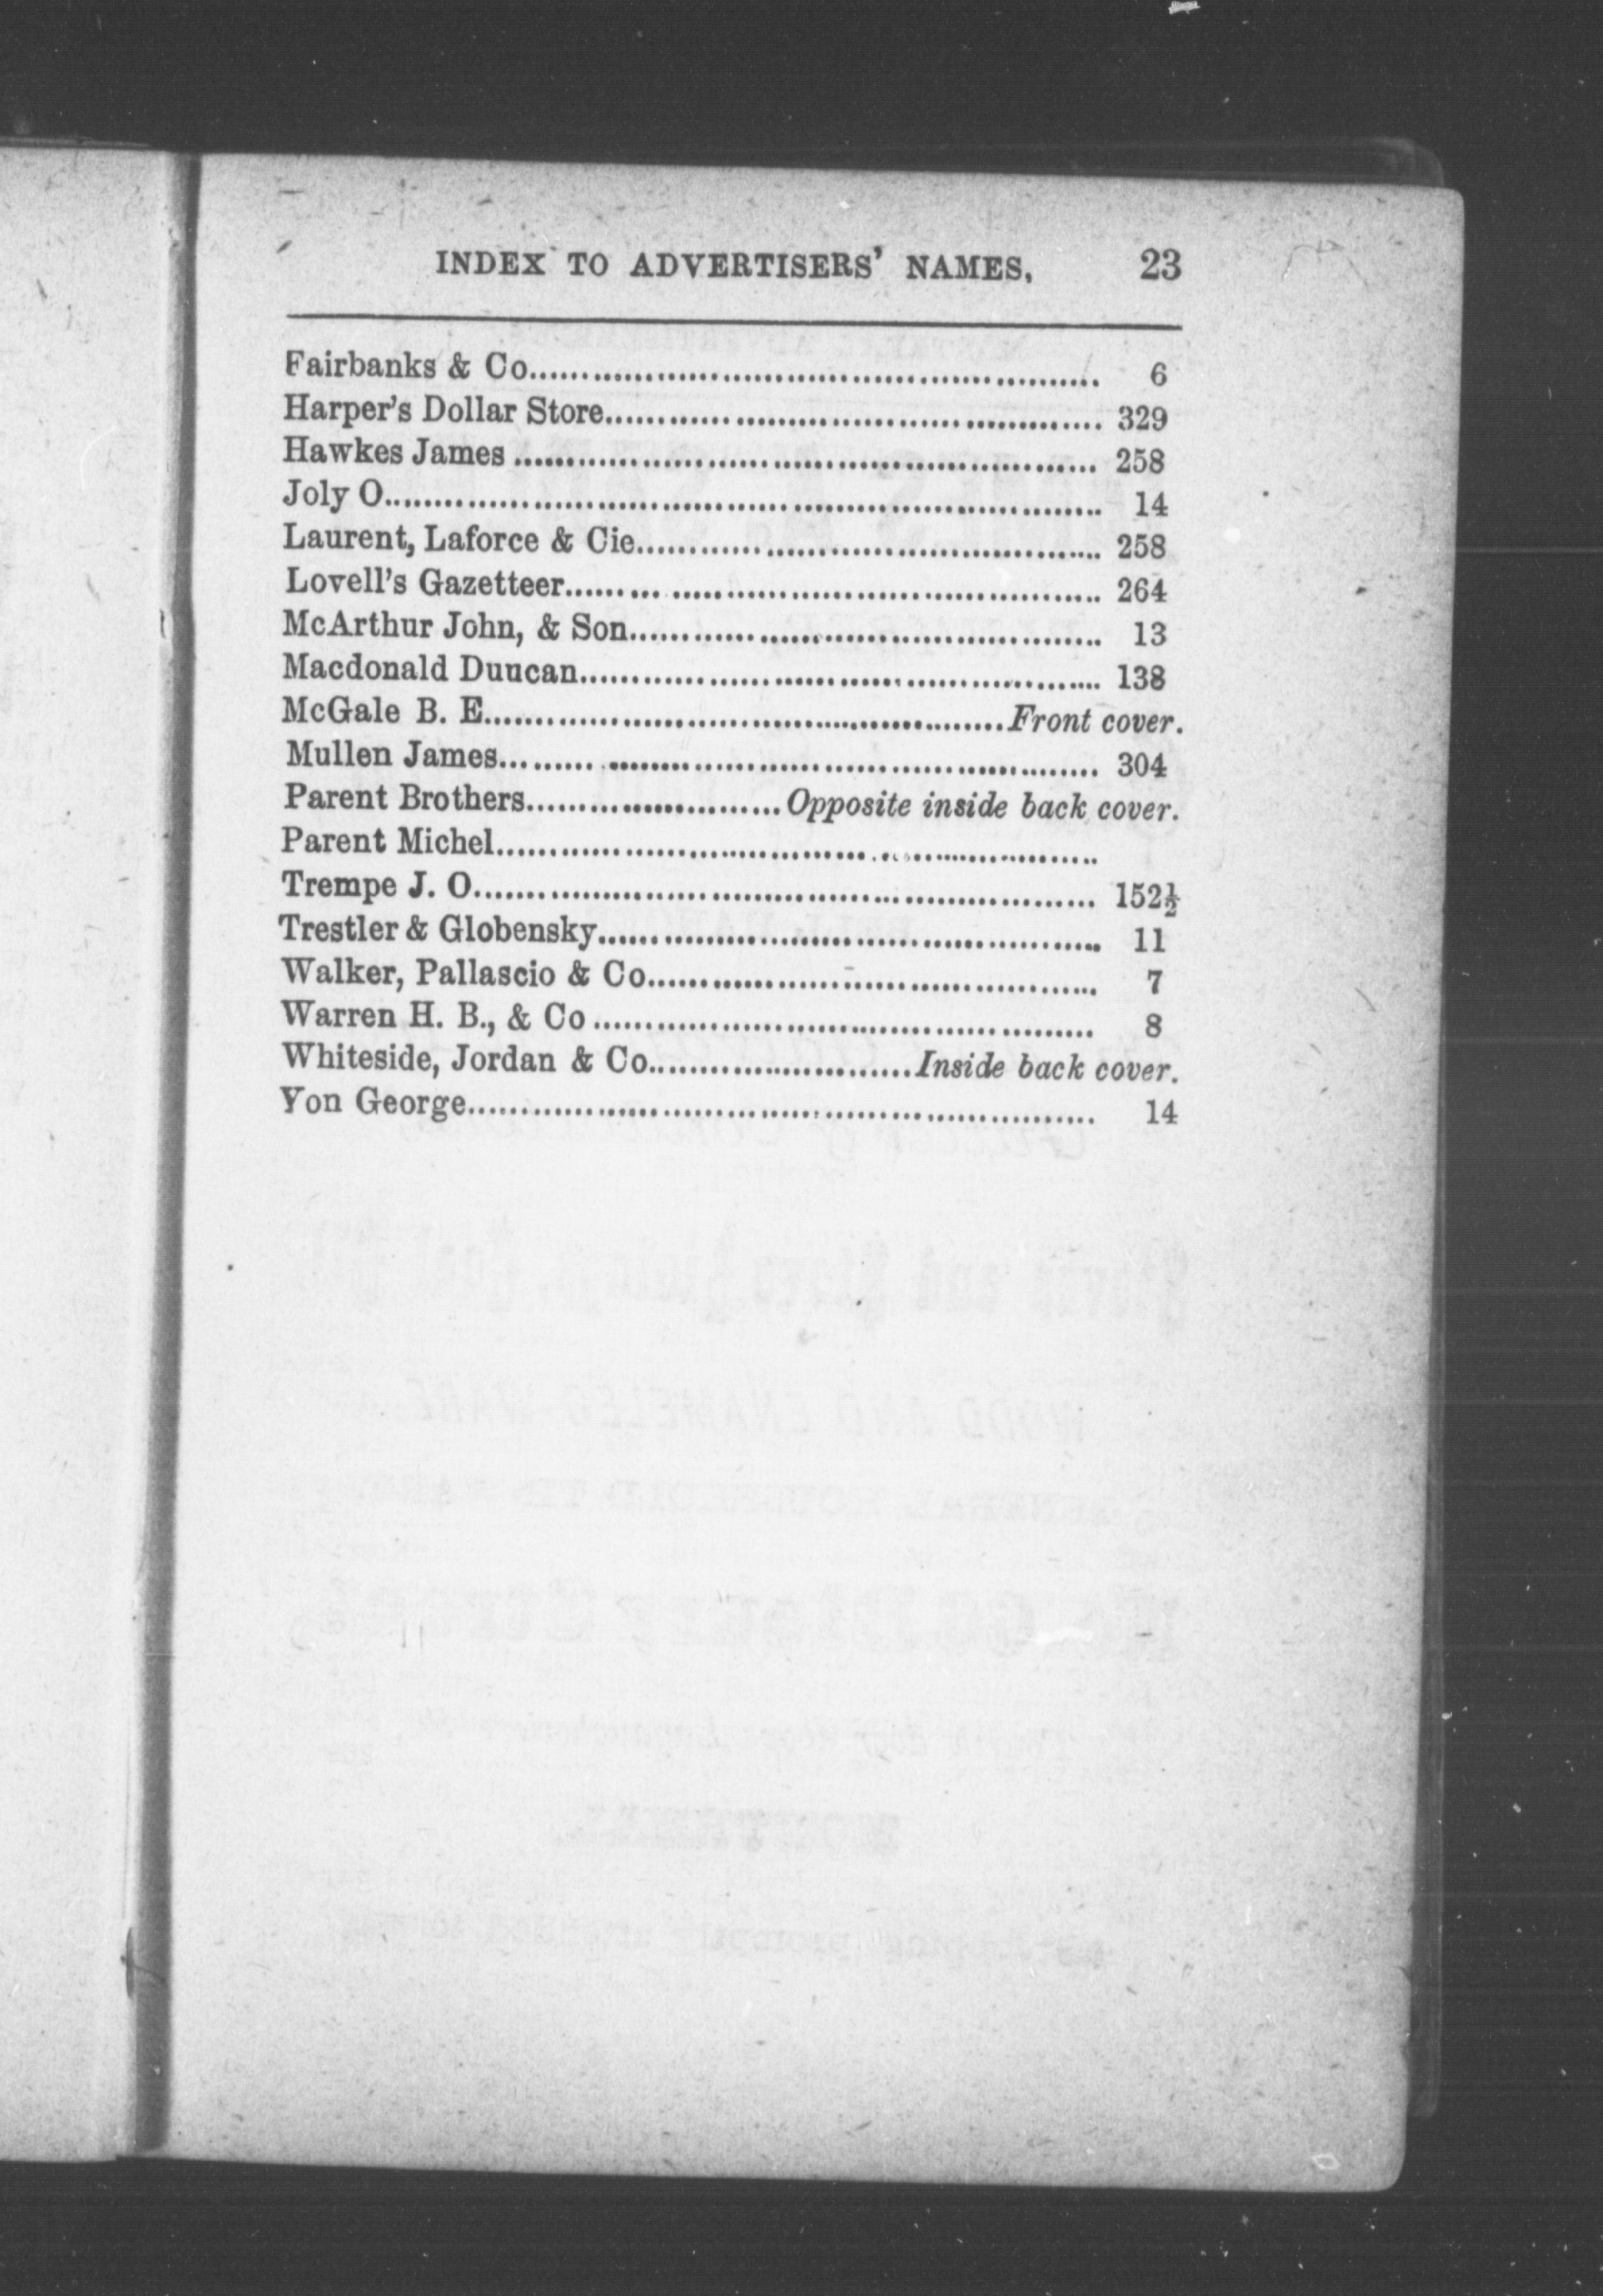 INDEX TO ADVERTISERS' NAMES. 23
Fairbanks & Co.................................................... 6
Harper's Dollar Store.............................................. 329
Hawkes James .................................................... 258
Joly O.................................................... 14
Laurent, Laforce & Cie.................................................... 258
Lovell's Gazetteer.................................................... 264
McArthur John, & Son.................................................... 13
Macdonald Duncan.................................................... 138
McGale B. E....................................................Front cover.
Mullen James.................................................... 304
Parent Brothers........................Opposite inside back cover.
Parent Michel....................................................
Trempe J. O.................................................... 152½
Trestler & Globensky.................................................... 11
Walker, Pallascio & Co.................................................... 7
Warren H. B., & Co .................................................... 8
Whiteside, Jordan & Co.........................Inside back cover.
Yon George.................................................... 14